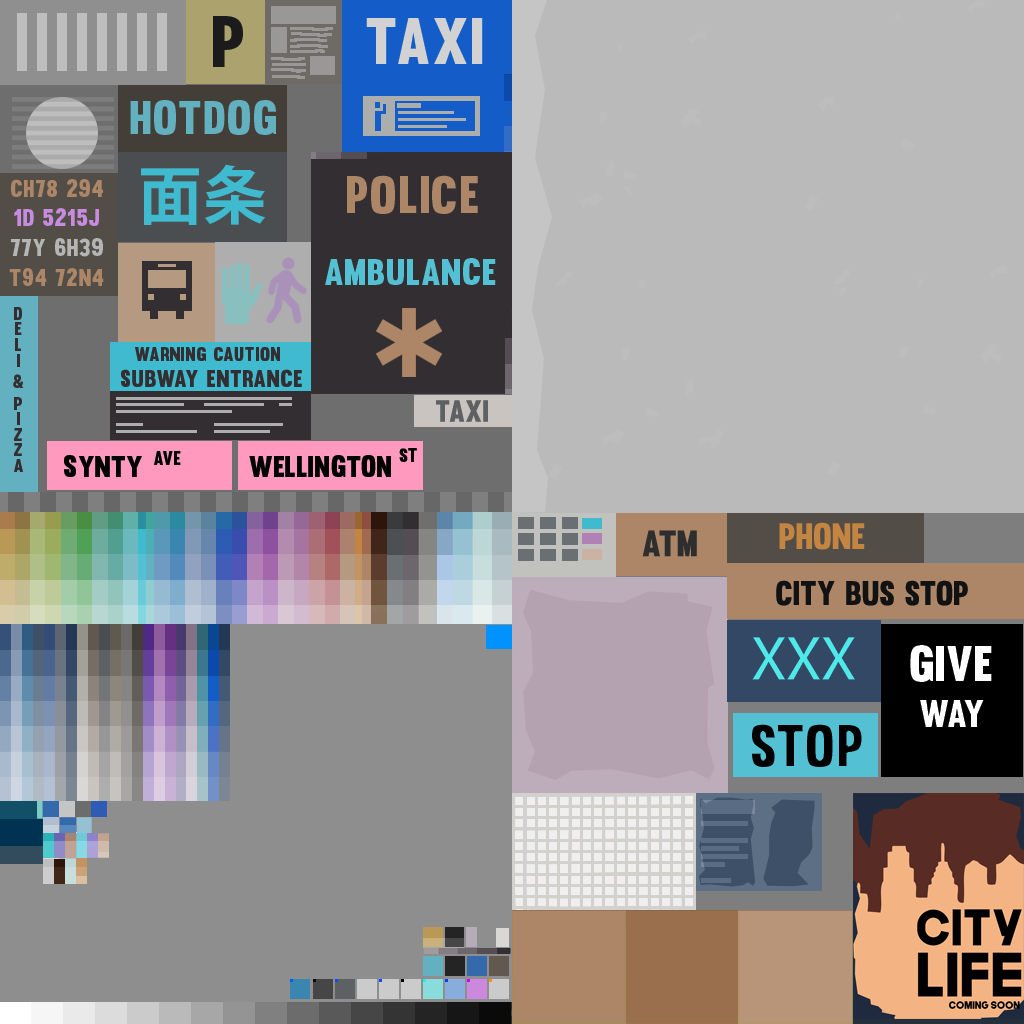 P
TAXI
HOTDOG
面条
CH78 294
1D 5215J
77Y 6H39
T94 72N4
POLICE
AMBULANCE
DELI & PIZZA
WARNING CAUTION
SUBWAY ENTRANCE
TAXI
SYNTY AVE
WELLINGTON ST
ATM
PHONE
CITY BUS STOP
XXX
GIVE
WAY
STOP
CITY
LIFE
COMING SOON